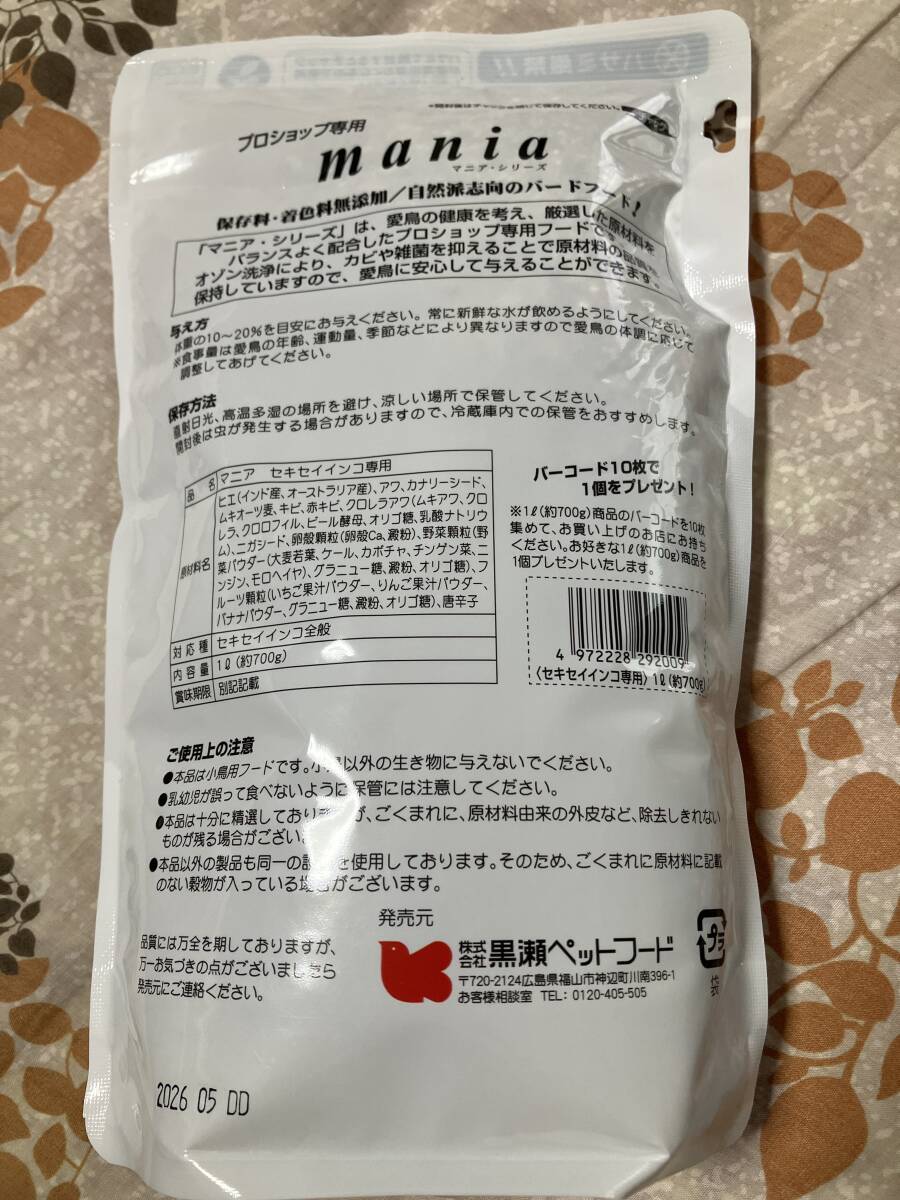 ハサミ厳禁!!
※開封後はチャックを閉じて保存してください。
プロショップ専用
mania
マニア・シリーズ
保存料・着色料無添加/自然派志向のバードフード!
「マニア・シリーズ」は、愛鳥の健康を考え、厳選した原材料を
バランスよく配合したプロショップ専用フードです。
オゾン洗浄により、カビや雑菌を抑えることで原材料の品質を
保持していますので、愛鳥に安心して与えることができます。
与え方
体重の10~20%を目安にお与えください。常に新鮮な水が飲めるようにしてください。
※食事量は愛鳥の年齢、運動量、季節などにより異なりますので愛鳥の体調に応じて
調整してあげてください。
保存方法
直射日光、高温多湿の場所を避け、涼しい場所で保管してください。
開封後は虫が発生する場合がありますので、冷蔵庫内での保管をおすすめします。
品 名 マニア セキセイインコ専用
原材料名 ヒエ(インド産、オーストラリア産)、アワ、カナリーシード、
ムキオーツ麦、キビ、赤キビ、クロレラアワ(ムキアワ、クロ
レラ、クロロフィル、ビール酵母、オリゴ糖、乳酸ナトリウ
ム)、ニガシード、卵殻顆粒(卵殻Ca、澱粉)、野菜顆粒(野
菜パウダー(大麦若葉、ケール、カボチャ、チンゲン菜、ニ
ンジン、モロヘイヤ)、グラニュー糖、澱粉、オリゴ糖)、フ
ルーツ顆粒(いちご果汁パウダー、りんご果汁パウダー、
バナナパウダー、グラニュー糖、澱粉、オリゴ糖)、唐辛子
対応種 セキセイインコ全般
内容量 1ℓ(約700g)
賞味期限 別記記載
バーコード10枚で
1個をプレゼント!
※1ℓ(約700g)商品のバーコードを10枚
集めて、お買い上げのお店にお持ち
ください。お好きな1ℓ(約700g)商品を
1個プレゼントいたします。
4 972228 292009
〈セキセイインコ専用〉1ℓ(約700g)
ご使用上の注意
●本品は小鳥用フードです。小鳥以外の生き物に与えないでください。
●乳幼児が誤って食べないように保管には注意してください。
●本品は十分に精選しておりますが、ごくまれに、原材料由来の外皮など、除去しきれない
ものが残る場合がござい
●本品以外の製品も同一の設備を使用しております。そのため、ごくまれに原材料に記載
のない穀物が入っている場合がございます。
品質には万全を期しておりますが、
万一お気づきの点がございましたら
発売元にご連絡ください。
発売元
株式会社 黒瀬ペットフード
〒720-2124広島県福山市神辺町川南396-1
お客様相談室 TEL: 0120-405-505
プラ
袋
2026 05 DD